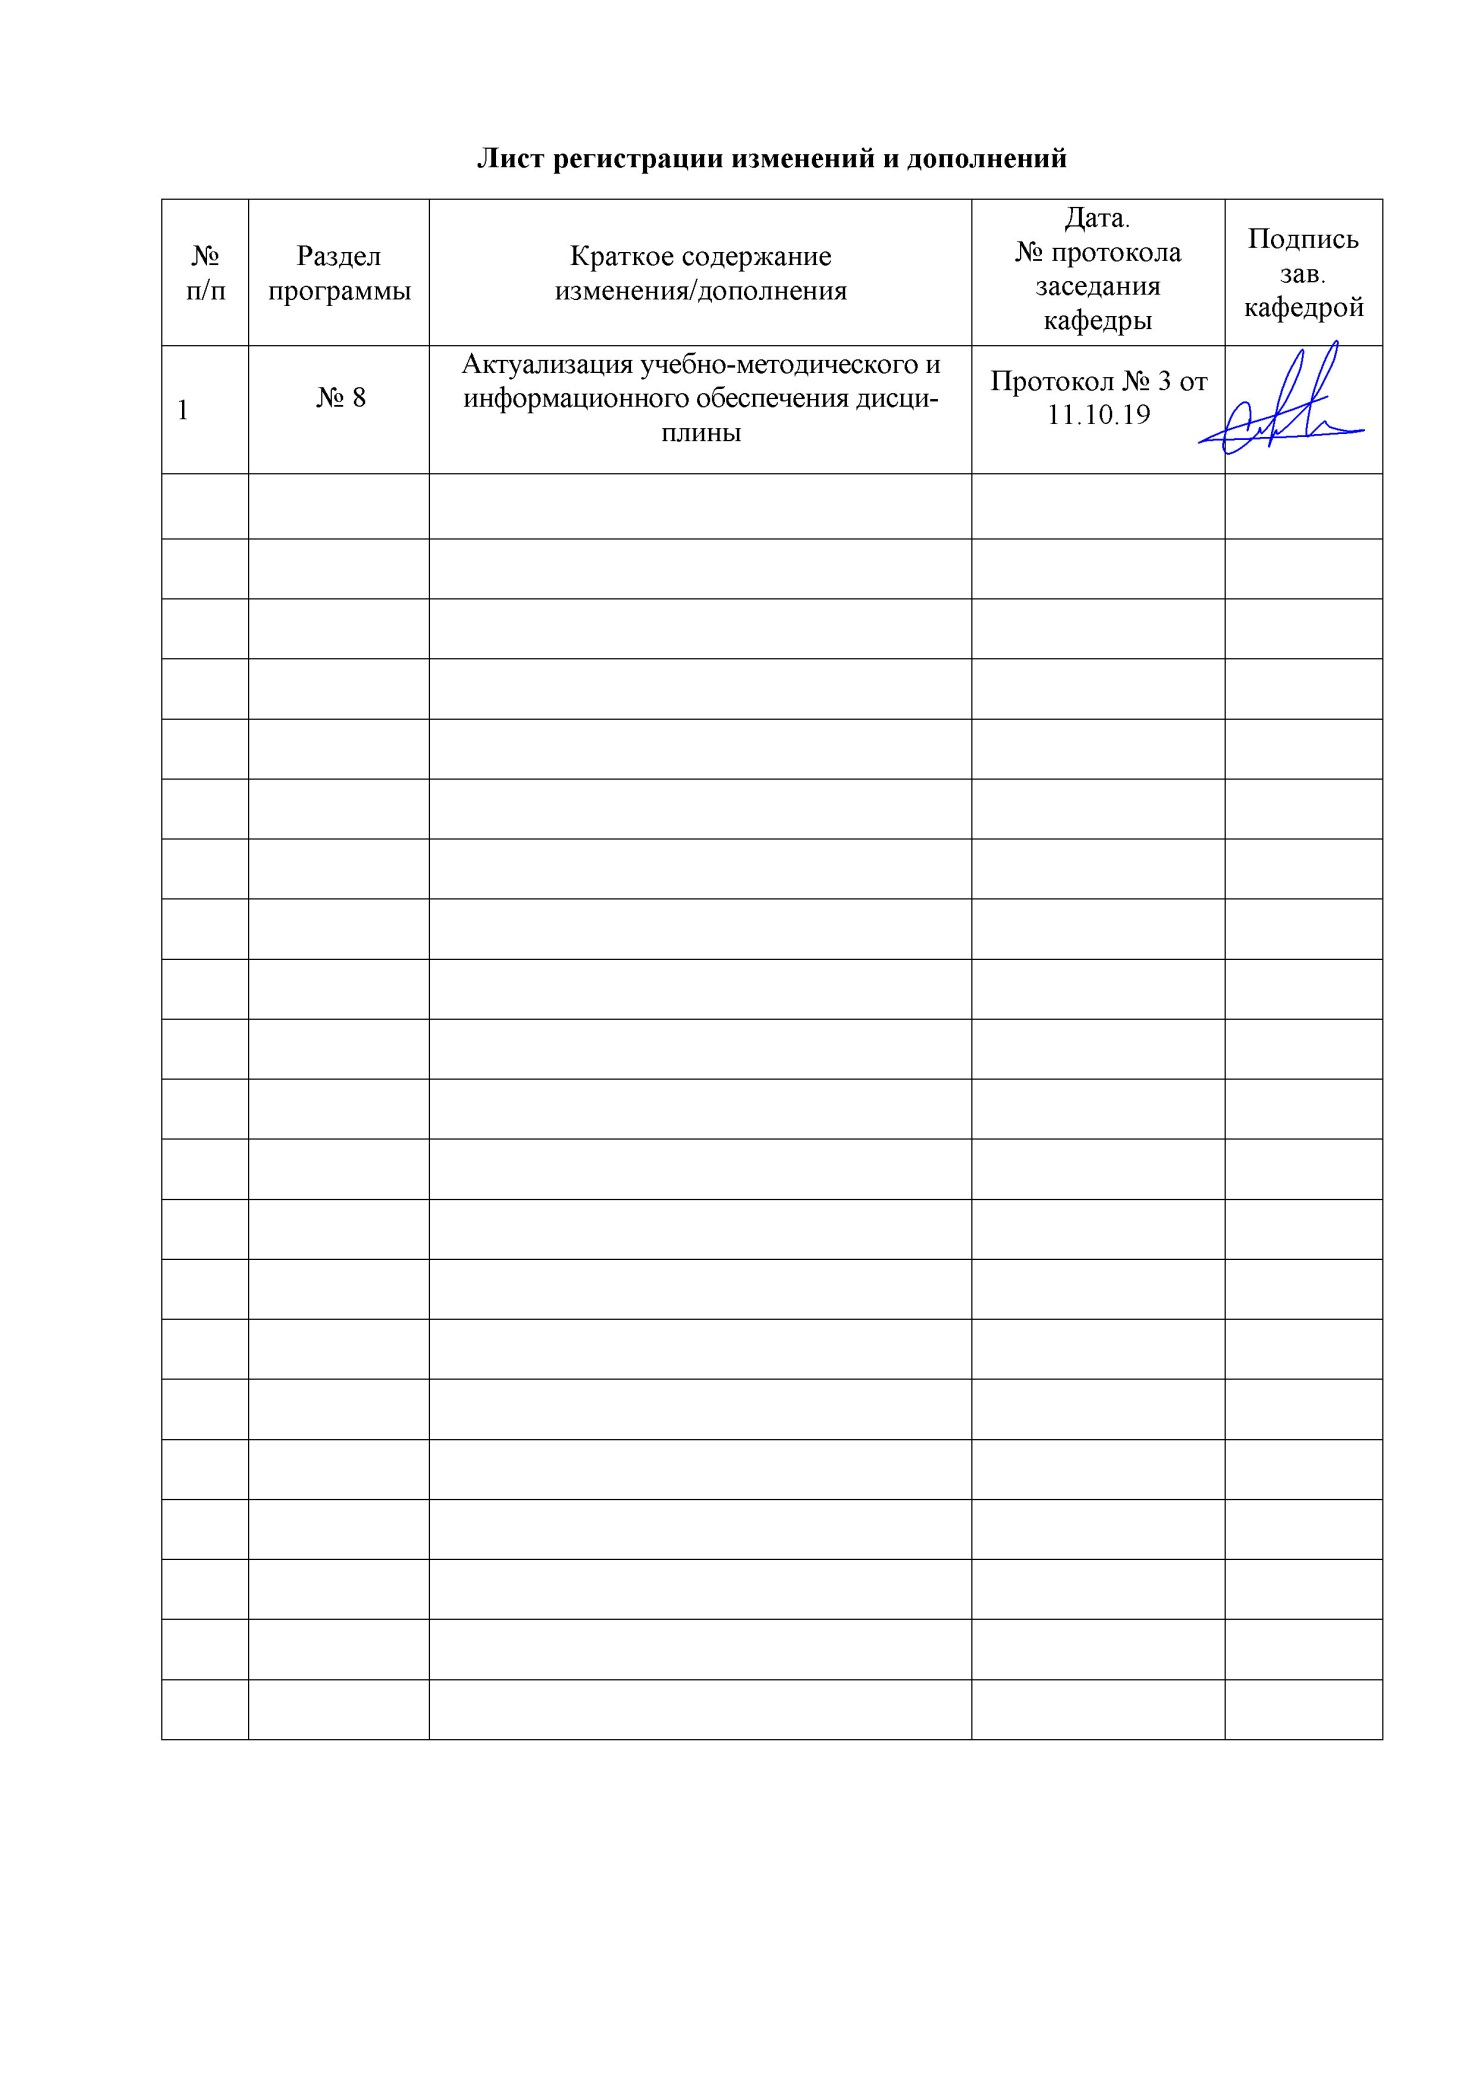 Лист регистрации изменений и дополнений
№
п/п
Раздел
программы
Краткое содержание
изменения/дополнения
Дата.
№ протокола
заседания
кафедры
Подпись
зав.
кафедрой
1
№ 8
Актуализация учебно-методического и
информационного обеспечения дисци-
плины
Протокол № 3 от
11.10.19